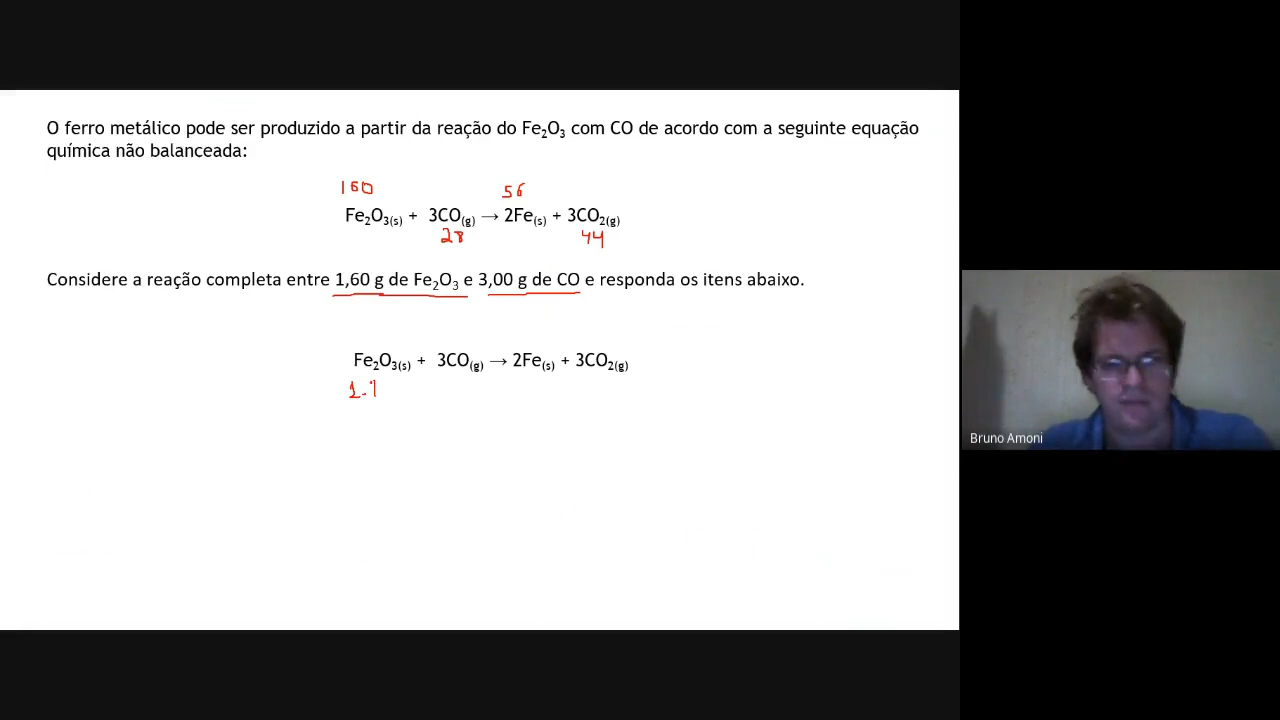 O ferro metálico pode ser produzido a partir da reação do Fe₂O₃ com CO de acordo com a seguinte equação
química não balanceada:
160 56
Fe₂O₃(s) + 3CO(g) → 2Fe(s) + 3CO₂(g)
28 44
Considere a reação completa entre 1,60 g de Fe₂O₃ e 3,00 g de CO e responda os itens abaixo.
Fe₂O₃(s) + 3CO(g) → 2Fe(s) + 3CO₂(g)
1.1
Bruno Amoni